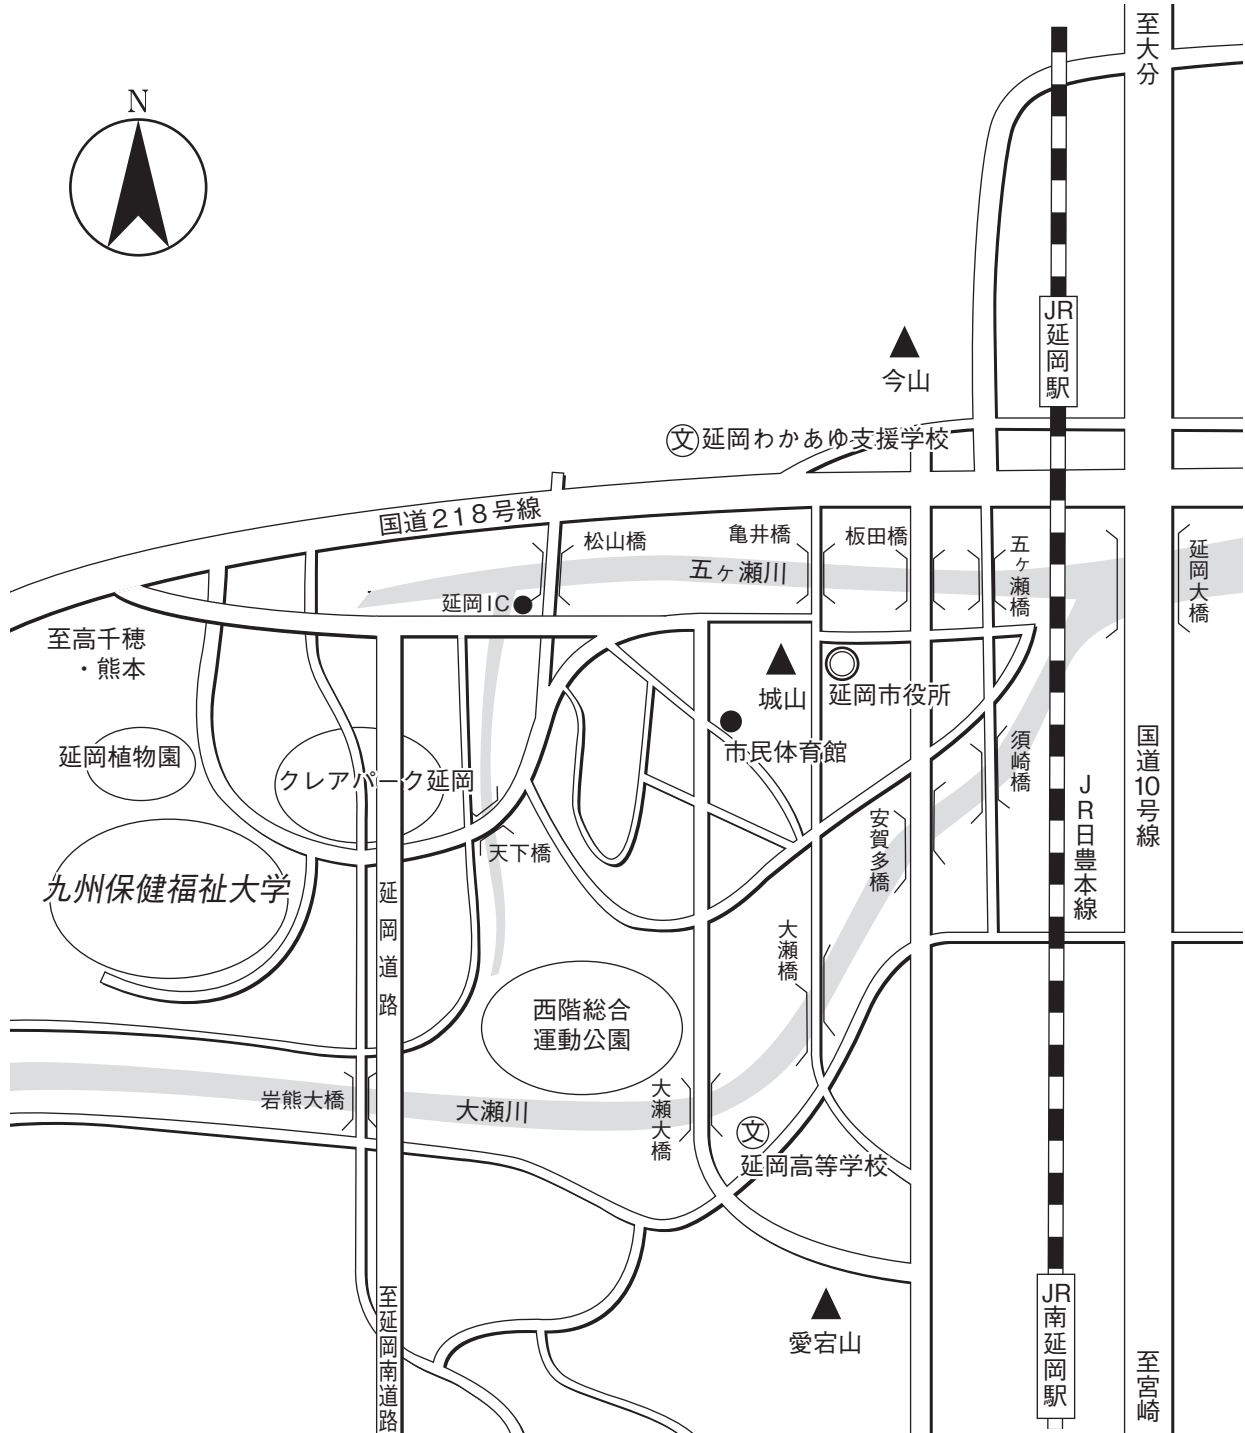 至大分
N
JR延岡駅
今山
文
延岡わかあゆ支援学校
国道218号線
松山橋
亀井橋
板田橋
五ヶ瀬橋
延岡大橋
五ヶ瀬川
延岡IC
至高千穂
・熊本
城山
延岡市役所
市民体育館
延岡植物園
クレアパーク延岡
須崎橋
国道10号線
JR日豊本線
安賀多橋
天下橋
九州保健福祉大学
延岡道路
大瀬橋
西階総合
運動公園
岩熊大橋
大瀬川
大瀬大橋
文
延岡高等学校
至延岡南道路
愛宕山
JR南延岡駅
至宮崎